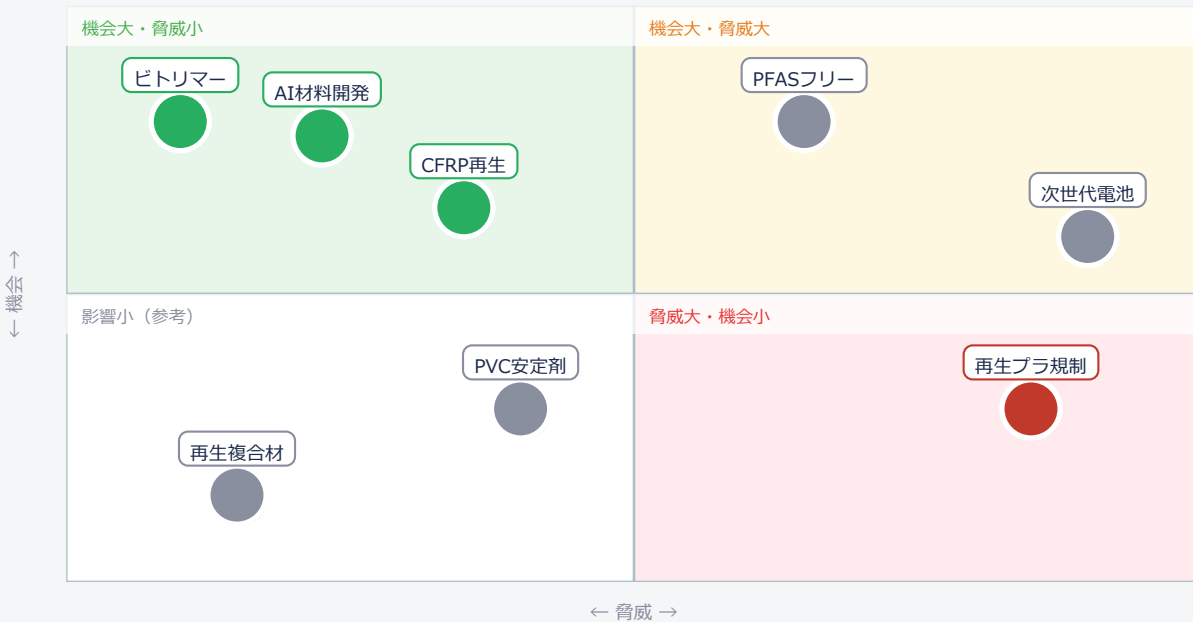 機会大・脅威小
機会大・脅威大
ビトリマー
AI材料開発
CFRP再生
PFASフリー
次世代電池
← 機会 →
影響小（参考）
脅威大・機会小
PVC安定剤
再生プラ規制
再生複合材
← 脅威 →